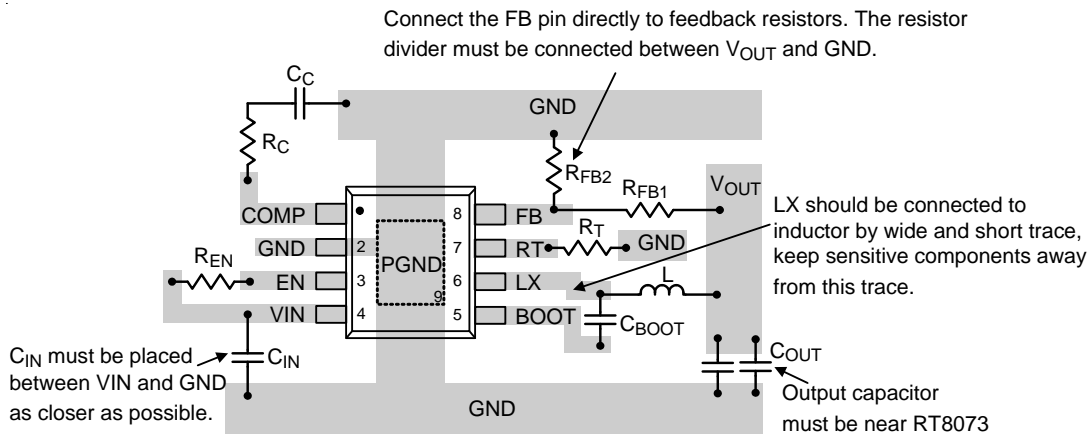 Connect the FB pin directly to feedback resistors. The resistor
divider must be connected between VOUT and GND.
CC
GND
RC
RFB2
RFB1
VOUT
COMP
8
FB
LX should be connected to
inductor by wide and short trace,
keep sensitive components away
from this trace.
GND
2
PGND
7
RT
RT
GND
REN
EN
3
6
LX
L
9
VIN
4
5
BOOT
CBOOT
CIN must be placed
between VIN and GND
as closer as possible.
CIN
COUT
Output capacitor
must be near RT8073
GND